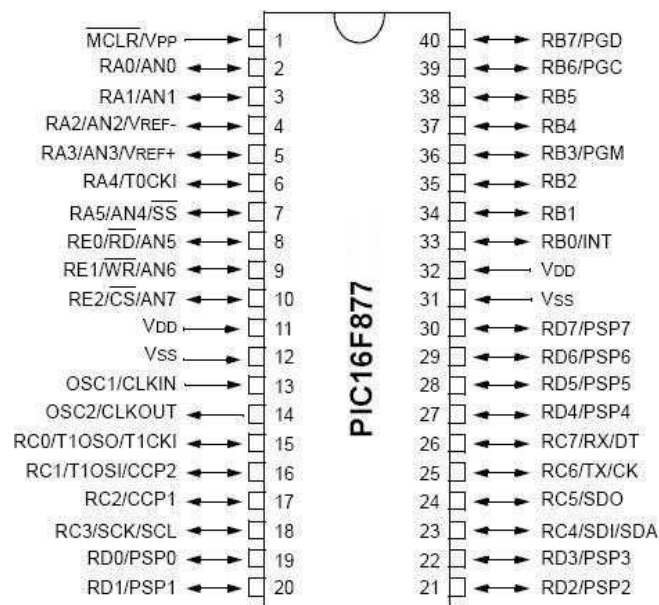 MCLR/VPP 1 40 RB7/PGD
RA0/AN0 2 39 RB6/PGC
RA1/AN1 3 38 RB5
RA2/AN2/VREF- 4 37 RB4
RA3/AN3/VREF+ 5 36 RB3/PGM
RA4/T0CKI 6 35 RB2
RA5/AN4/SS 7 34 RB1
RE0/RD/AN5 8 33 RB0/INT
RE1/WR/AN6 9 32 VDD
RE2/CS/AN7 10 31 VSS
VDD 11 30 RD7/PSP7
VSS 12 29 RD6/PSP6
OSC1/CLKIN 13 28 RD5/PSP5
OSC2/CLKOUT 14 27 RD4/PSP4
RC0/T1OSO/T1CKI 15 26 RC7/RX/DT
RC1/T1OSI/CCP2 16 25 RC6/TX/CK
RC2/CCP1 17 24 RC5/SDO
RC3/SCK/SCL 18 23 RC4/SDI/SDA
RD0/PSP0 19 22 RD3/PSP3
RD1/PSP1 20 21 RD2/PSP2
PIC16F877